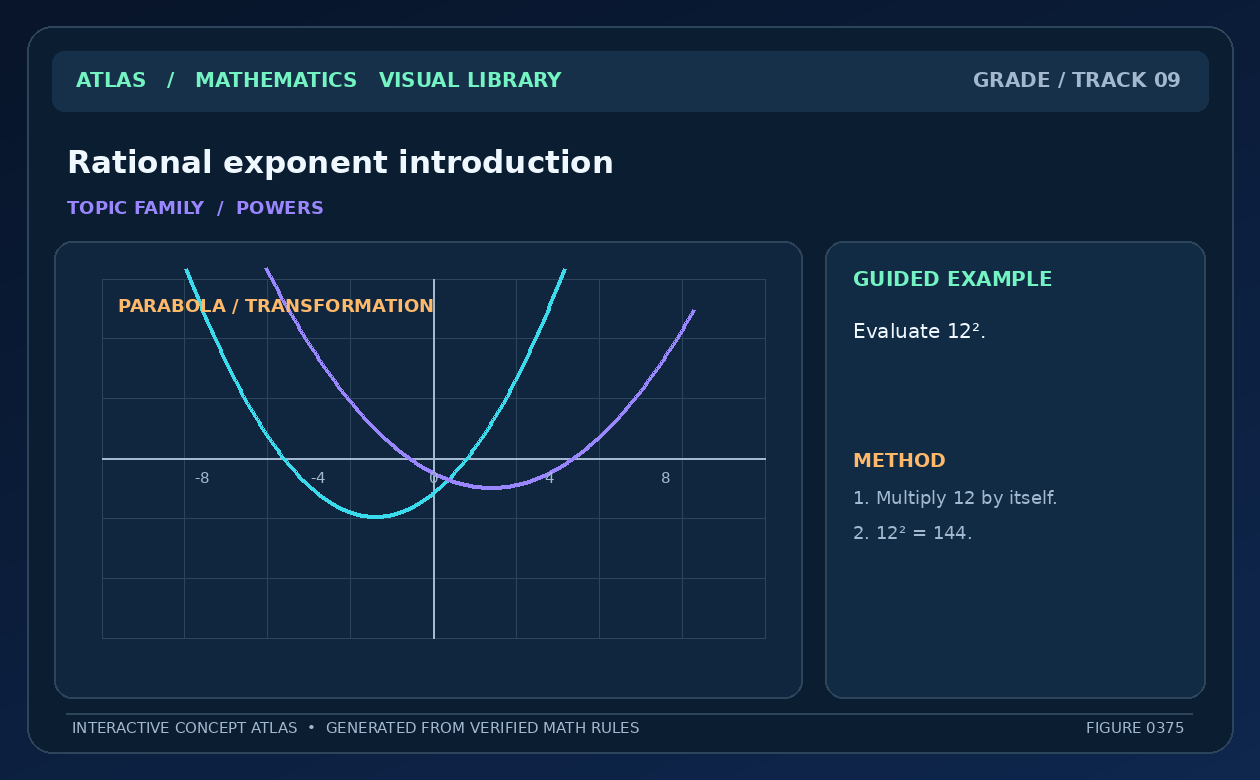 ATLAS / MATHEMATICS VISUAL LIBRARY
GRADE / TRACK 09
Rational exponent introduction
TOPIC FAMILY / POWERS
PARABOLA / TRANSFORMATION
-8 -4 0 4 8
GUIDED EXAMPLE
Evaluate 12².
METHOD
1. Multiply 12 by itself.
2. 12² = 144.
INTERACTIVE CONCEPT ATLAS • GENERATED FROM VERIFIED MATH RULES
FIGURE 0375